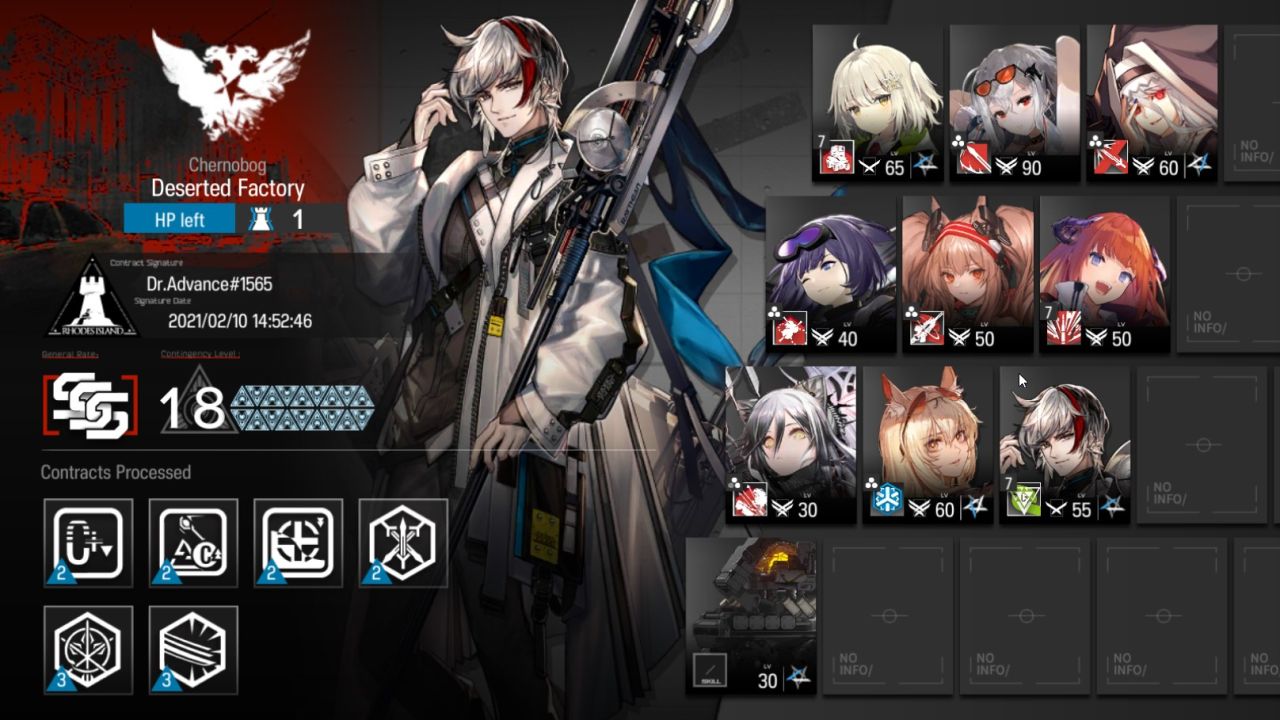 Chernobog
Deserted Factory
HP left 1
Contract Signature
Dr.Advance#1565
Signature Date
2021/02/10 14:52:46
RHODES ISLAND
General Rate:
Contingency Level:
18
Contracts Processed
2
2
2
2
3
3
7
LV
65
LV
90
LV
60
NO
INFO/
LV
40
LV
50
7
LV
50
NO
INFO/
LV
30
LV
60
7
LV
55
NO
INFO/
SKILL
LV
30
NO
INFO/
NO
INFO/
NO
INFO/
NO
INFO